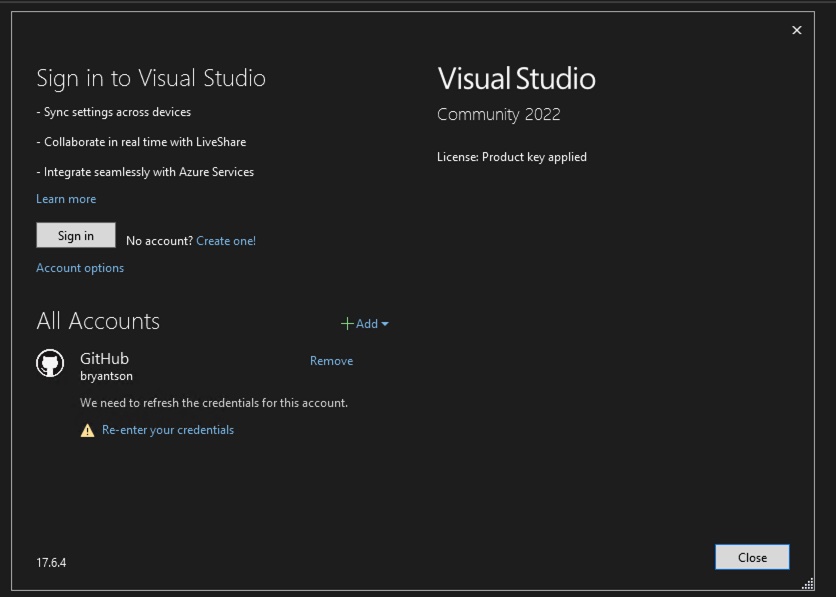 Sign in to Visual Studio
- Sync settings across devices
- Collaborate in real time with LiveShare
- Integrate seamlessly with Azure Services
Learn more
Sign in
No account? Create one!
Account options
All Accounts
Add
GitHub
bryantson
Remove
We need to refresh the credentials for this account.
Re-enter your credentials
17.6.4
Visual Studio
Community 2022
License: Product key applied
Close